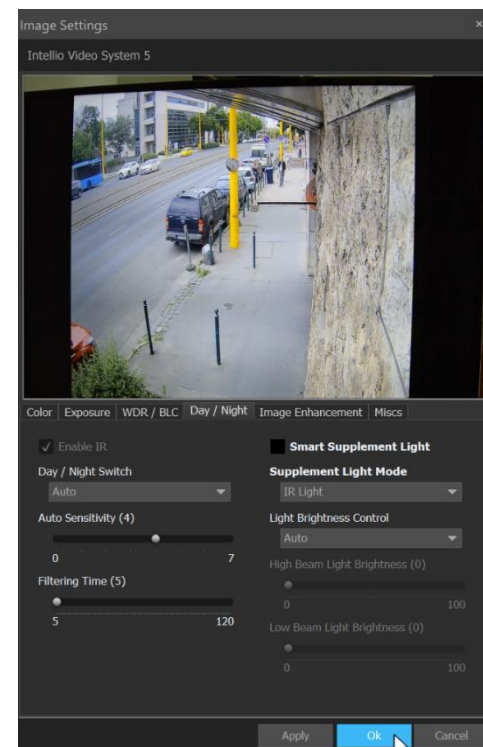 Image Settings ×
Intellio Video System 5
Color Exposure WDR / BLC Day / Night Image Enhancement Miscs
Enable IR
Day / Night Switch
Auto
Auto Sensitivity (4)
0 7
Filtering Time (5)
5 120
Smart Supplement Light
Supplement Light Mode
IR Light
Light Brightness Control
Auto
High Beam Light Brightness (0)
0 100
Low Beam Light Brightness (0)
0 100
Apply Ok Cancel